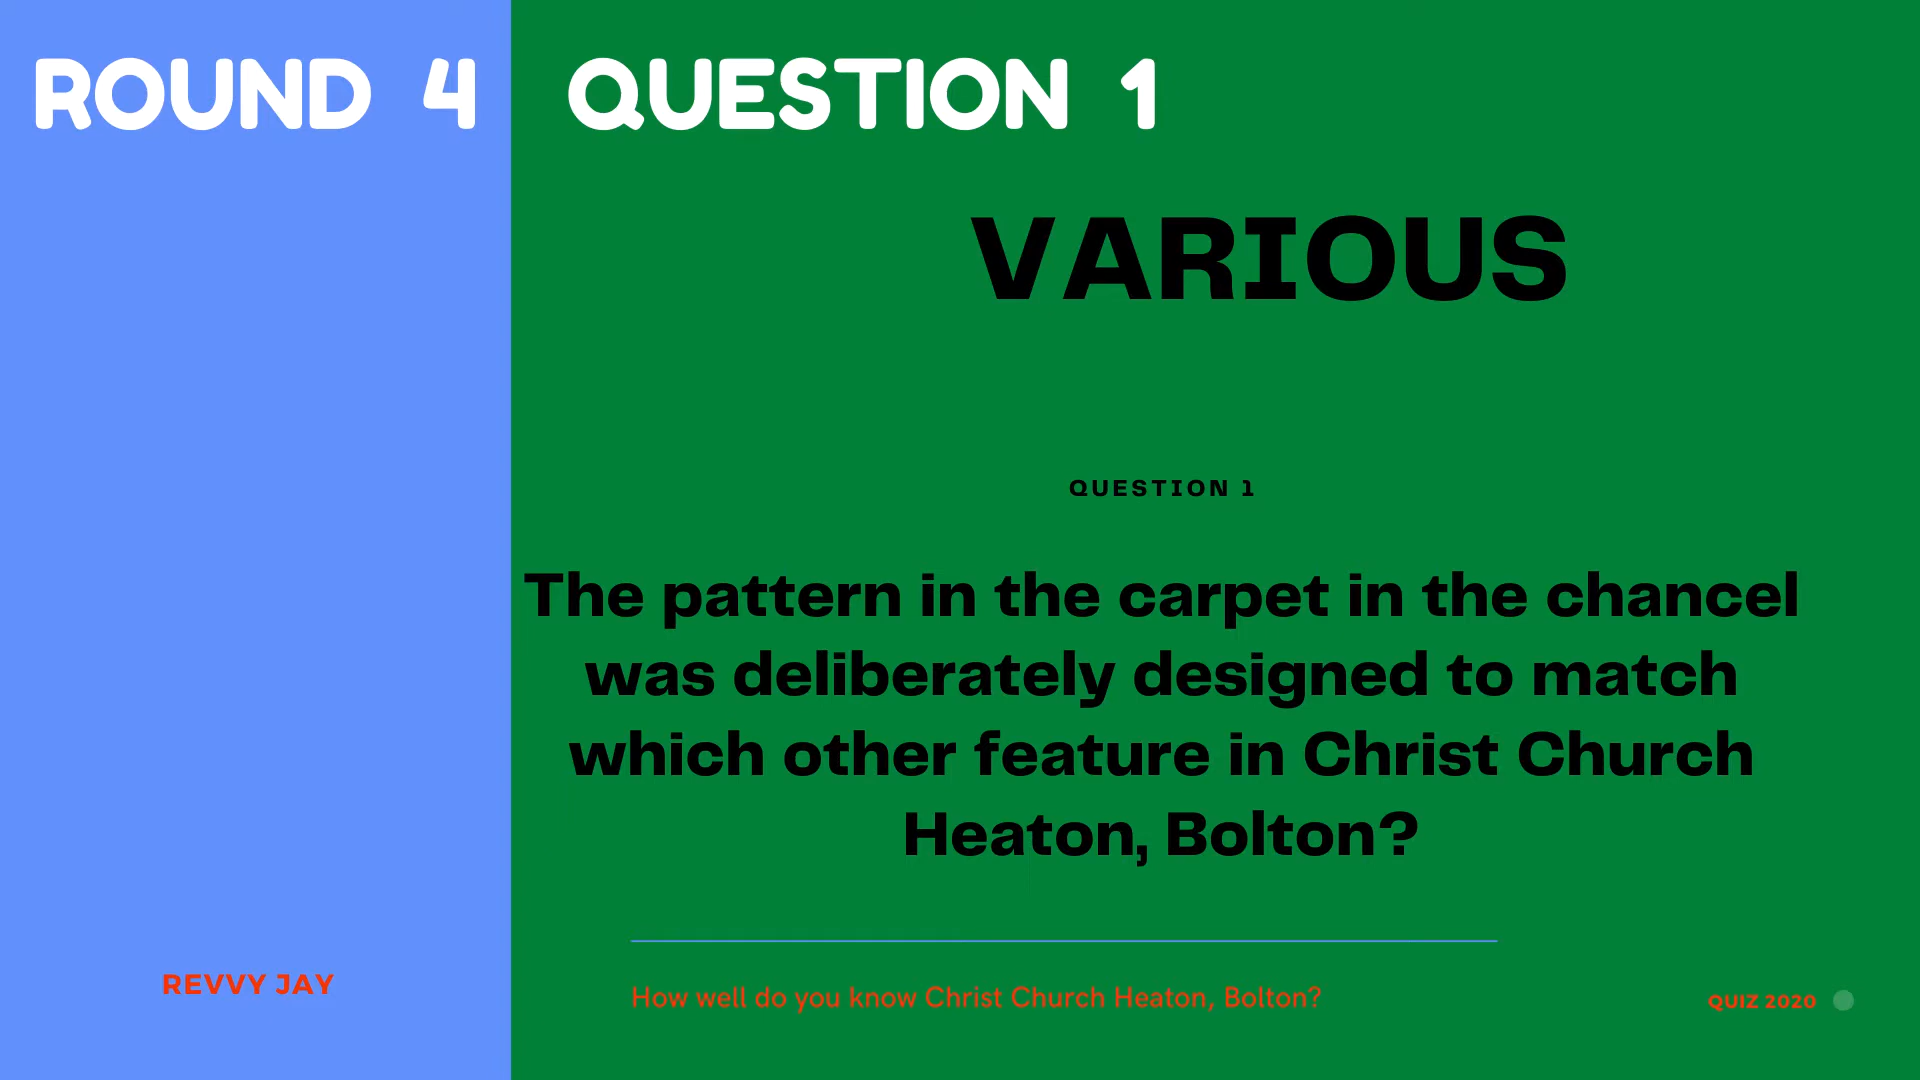 ROUND 4 QUESTION 1
VARIOUS
QUESTION 1
The pattern in the carpet in the chancel
was deliberately designed to match
which other feature in Christ Church
Heaton, Bolton?
REVVY JAY
How well do you know Christ Church Heaton, Bolton?
QUIZ 2020